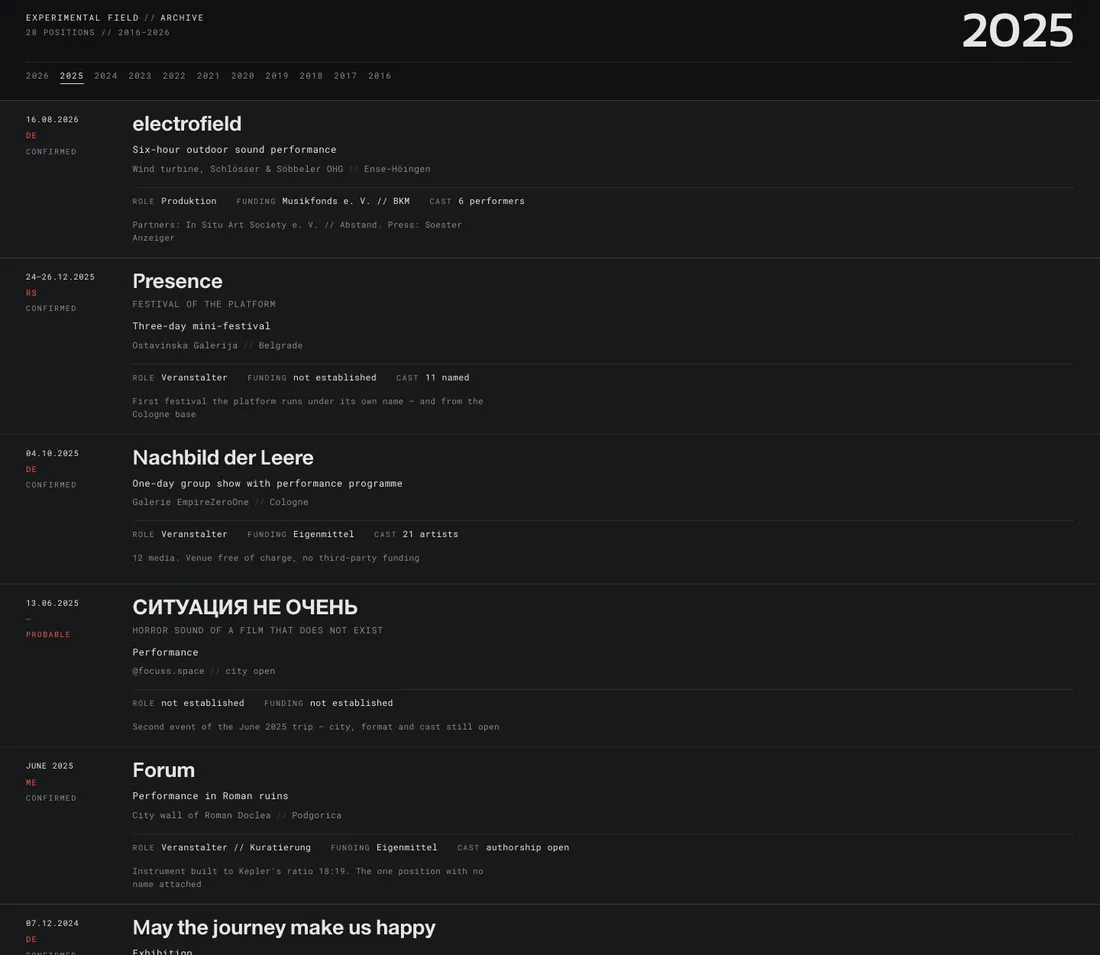 EXPERIMENTAL FIELD // ARCHIVE
28 POSITIONS // 2016–2026
2025
2026 2025 2024 2023 2022 2021 2020 2019 2018 2017 2016
16.08.2026
DE
CONFIRMED
electrofield
Six-hour outdoor sound performance
Wind turbine, Schlösser & Söbbeler OHG // Ense-Höingen
ROLE Produktion FUNDING Musikfonds e. V. // BKM CAST 6 performers
Partners: In Situ Art Society e. V. // Abstand. Press: Soester
Anzeiger
24–26.12.2025
RS
CONFIRMED
Presence
FESTIVAL OF THE PLATFORM
Three-day mini-festival
Ostavinska Galerija // Belgrade
ROLE Veranstalter FUNDING not established CAST 11 named
First festival the platform runs under its own name — and from the
Cologne base
04.10.2025
DE
CONFIRMED
Nachbild der Leere
One-day group show with performance programme
Galerie EmpireZeroOne // Cologne
ROLE Veranstalter FUNDING Eigenmittel CAST 21 artists
12 media. Venue free of charge, no third-party funding
13.06.2025
—
PROBABLE
СИТУАЦИЯ НЕ ОЧЕНЬ
HORROR SOUND OF A FILM THAT DOES NOT EXIST
Performance
@focuss.space // city open
ROLE not established FUNDING not established
Second event of the June 2025 trip — city, format and cast still open
JUNE 2025
ME
CONFIRMED
Forum
Performance in Roman ruins
City wall of Roman Doclea // Podgorica
ROLE Veranstalter // Kuratierung FUNDING Eigenmittel CAST authorship open
Instrument built to Kepler's ratio 18:19. The one position with no
name attached
07.12.2024
DE
CONFIRMED
May the journey make us happy
Exhibition